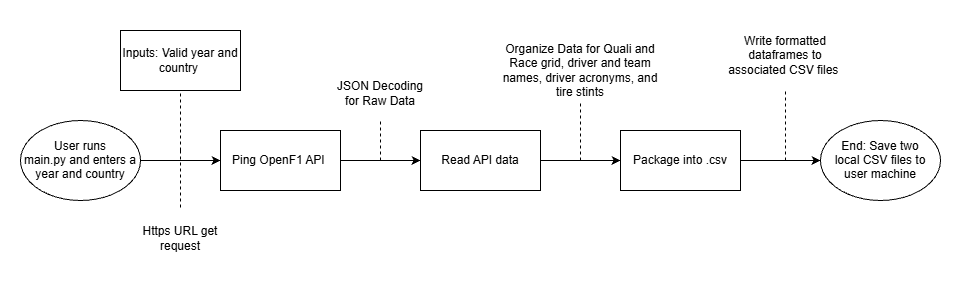 Inputs: Valid year and
country
User runs
main.py and enters a
year and country
Https URL get
request
Ping OpenF1 API
JSON Decoding
for Raw Data
Read API data
Organize Data for Quali and
Race grid, driver and team
names, driver acronyms, and
tire stints
Package into .csv
Write formatted
dataframes to
associated CSV files
End: Save two
local CSV files to
user machine